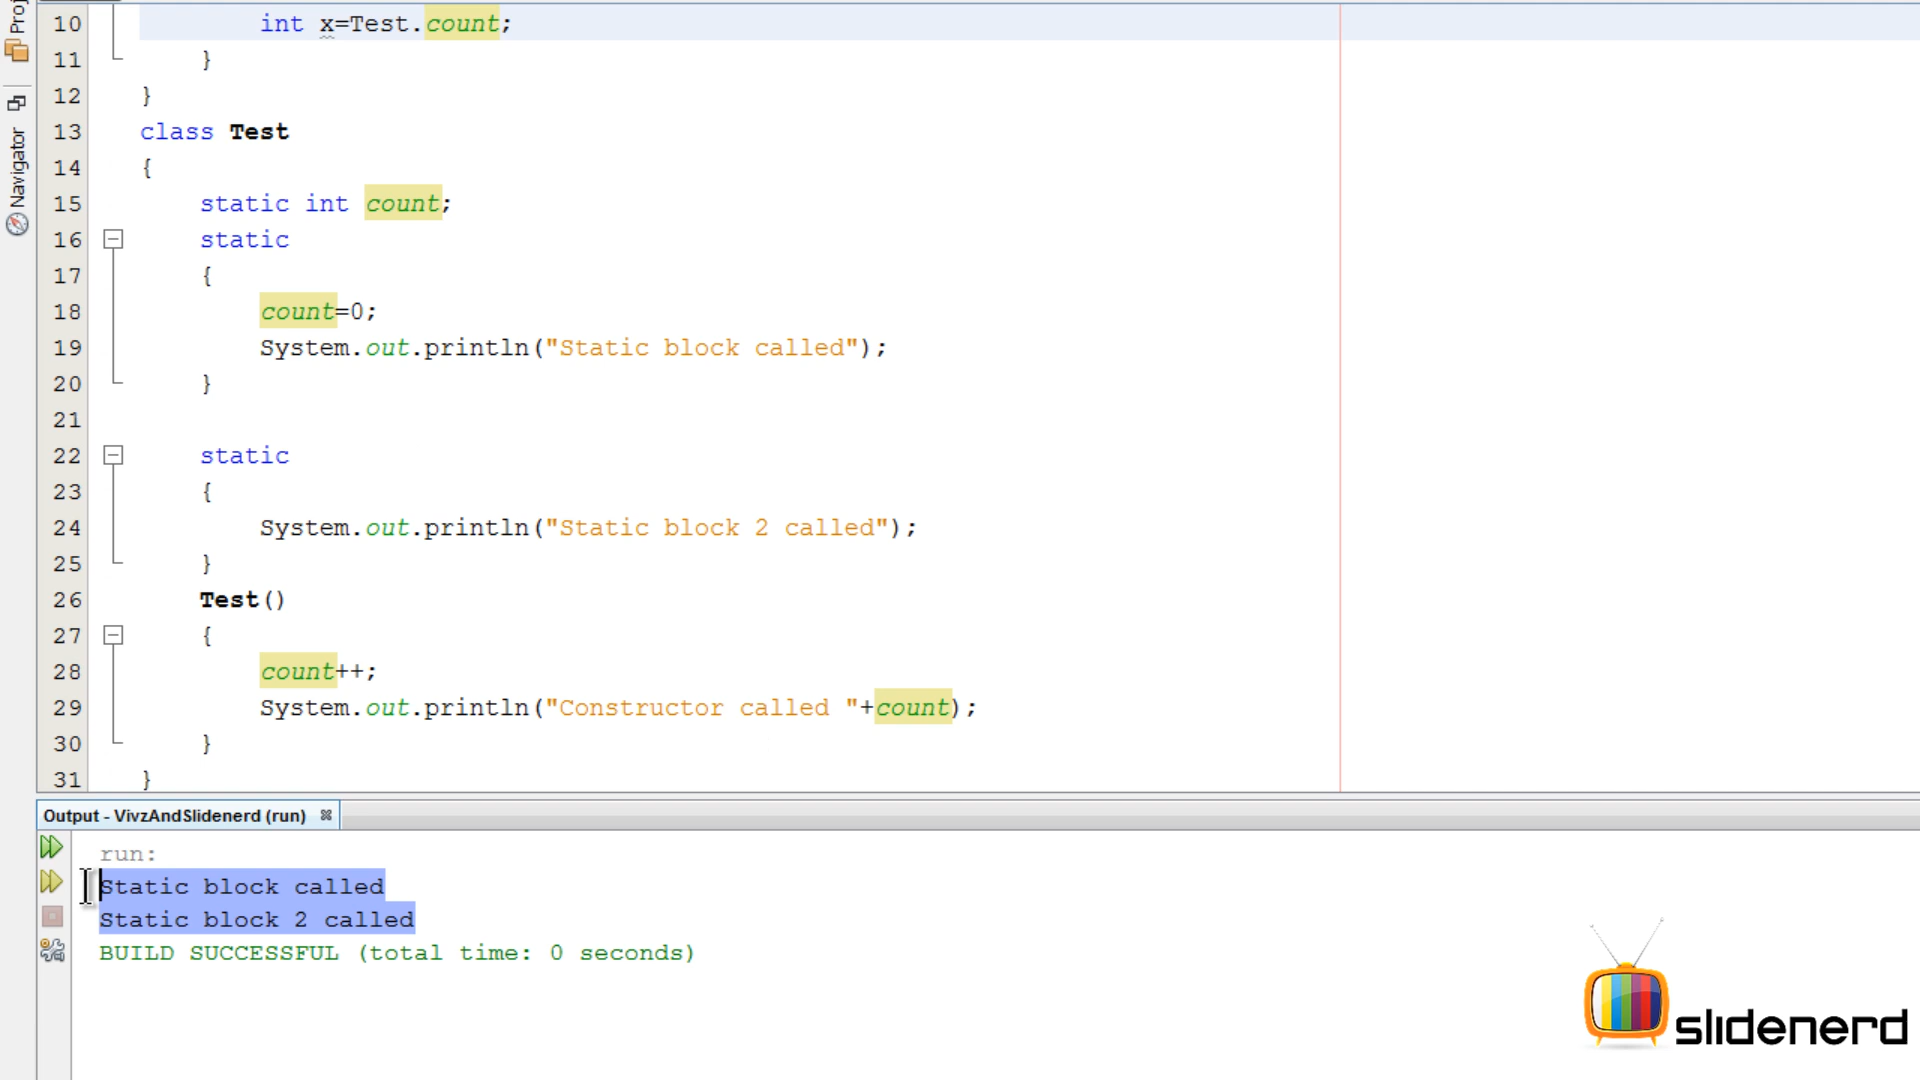 Proj
Navigator
10 int x=Test.count;
11 }
12 }
13 class Test
14 {
15 static int count;
16 static
17 {
18 count=0;
19 System.out.println("Static block called");
20 }
21
22 static
23 {
24 System.out.println("Static block 2 called");
25 }
26 Test()
27 {
28 count++;
29 System.out.println("Constructor called "+count);
30 }
31 }
Output - VivzAndSlidenerd (run)
run:
Static block called
Static block 2 called
BUILD SUCCESSFUL (total time: 0 seconds)
slidenerd